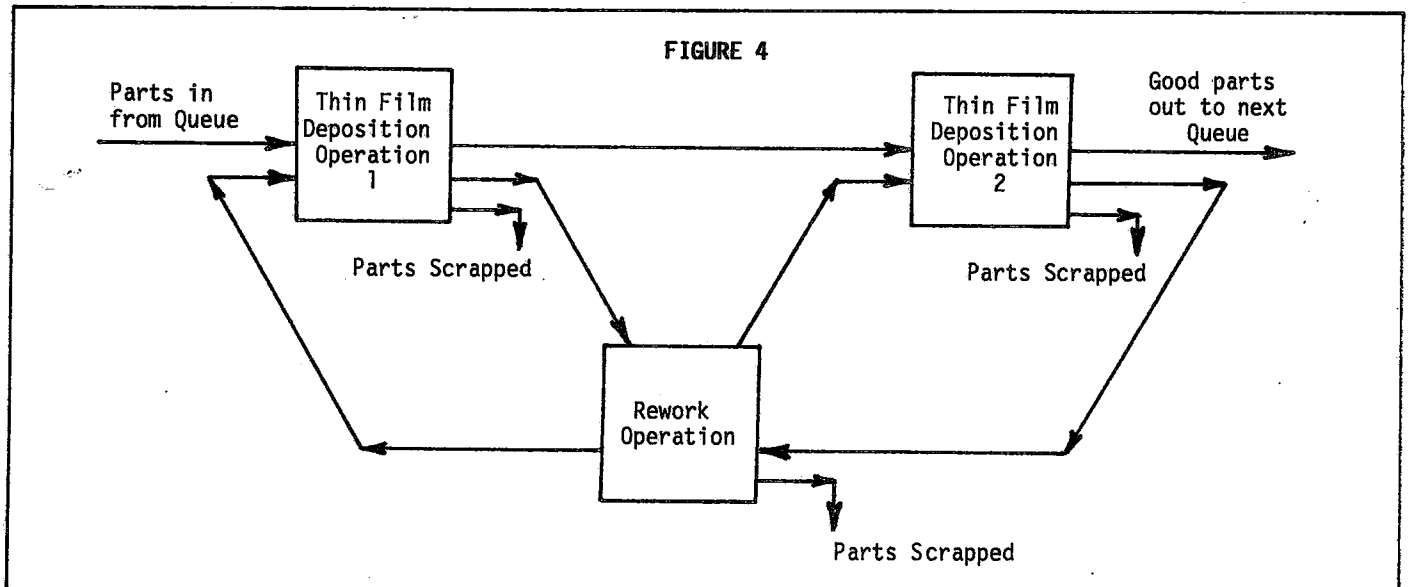 FIGURE 4
Parts in
from Queue
Thin Film
Deposition
Operation
1
Thin Film
Deposition
Operation
2
Good parts
out to next
Queue
Parts Scrapped
Parts Scrapped
Rework
Operation
Parts Scrapped